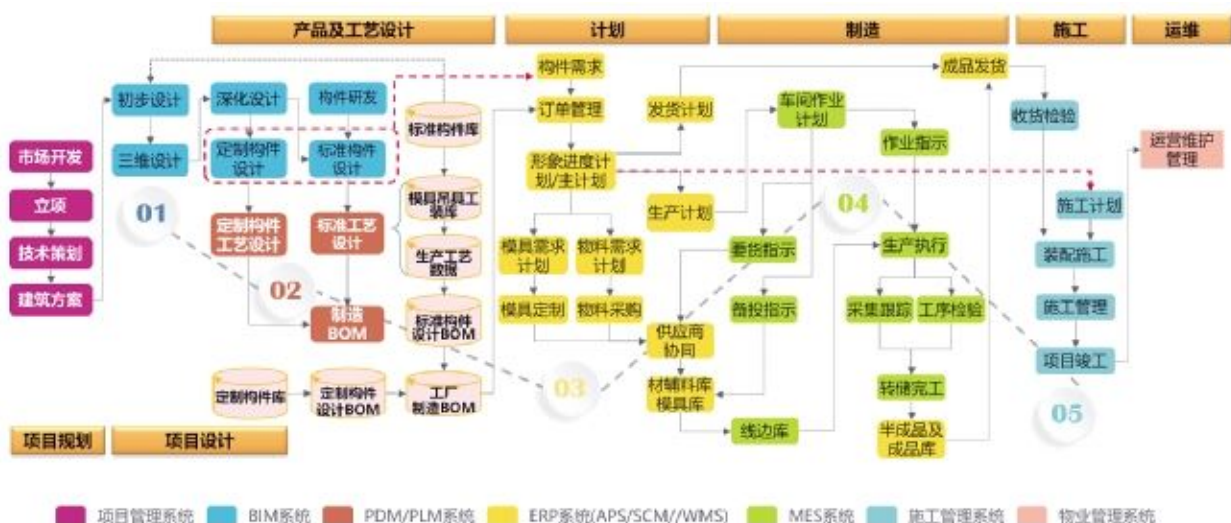 产品及工艺设计
计划
制造
施工
运维
市场开发
立项
技术策划
建筑方案
初步设计
三维设计
深化设计
构件研发
定制构件
设计
标准构件
设计
定制构件
工艺设计
标准工艺
设计
制造
BOM
标准构件库
模具吊具工
装库
生产工艺
数据
标准构件
设计BOM
定制构件库
定制构件
设计BOM
工厂
制造BOM
构件需求
订单管理
形象进度计
划/主计划
模具需求
计划
物料需求
计划
模具定制
物料采购
发货计划
生产计划
供应商
协同
材辅料库
模具库
车间作业
计划
作业指示
要货指示
备投指示
生产执行
采集跟踪
工序检验
转储完工
线边库
半成品及
成品库
成品发货
收货检验
施工计划
装配施工
施工管理
项目竣工
运营维护
管理
01
02
03
04
05
项目规划
项目设计
项目管理系统
BIM系统
PDM/PLM系统
ERP系统(APS/SCM//WMS)
MES系统
施工管理系统
物业管理系统